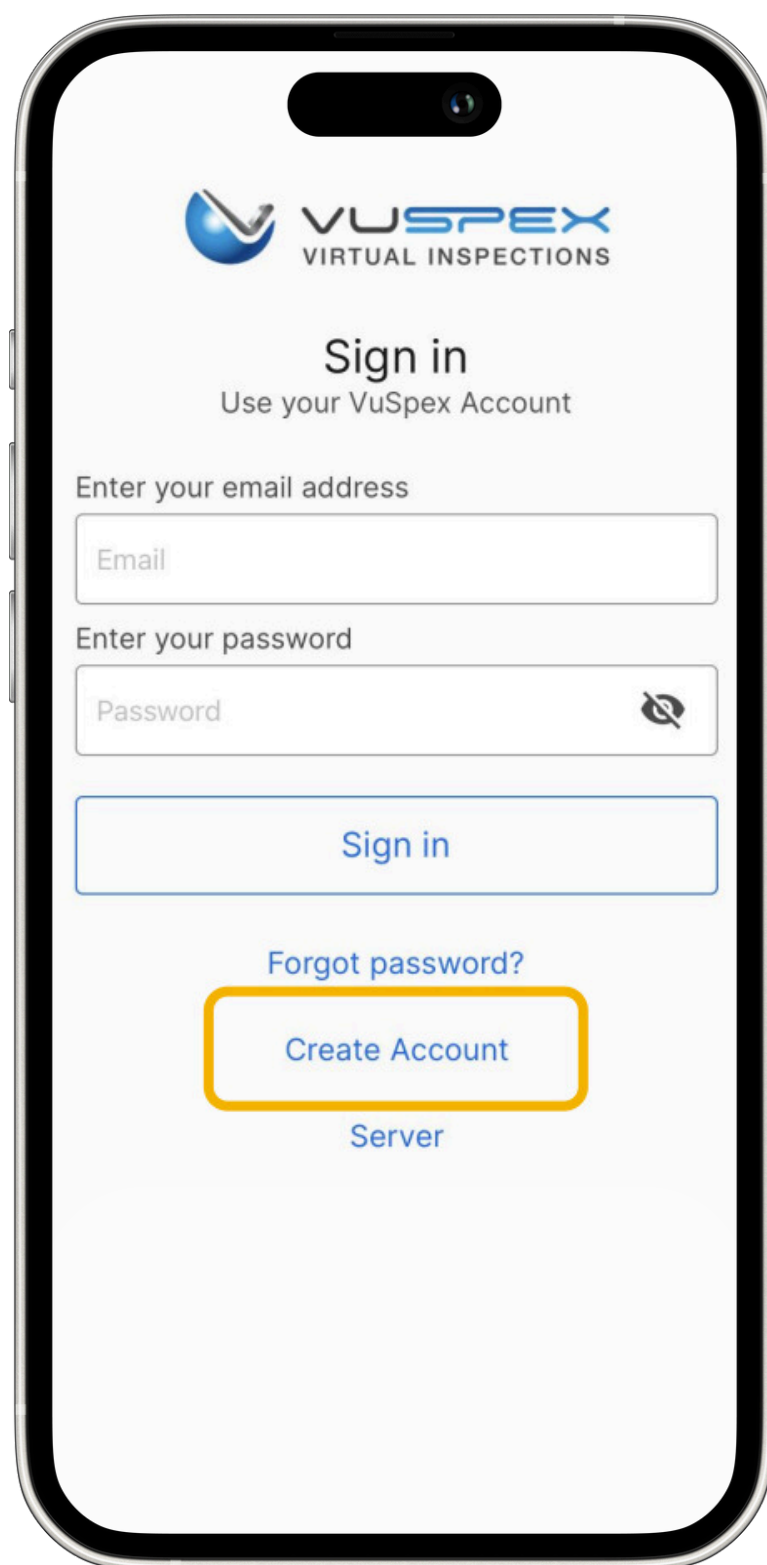 VUSPEX
VIRTUAL INSPECTIONS
Sign in
Use your VuSpex Account
Enter your email address
Email
Enter your password
Password
Sign in
Forgot password?
Create Account
Server